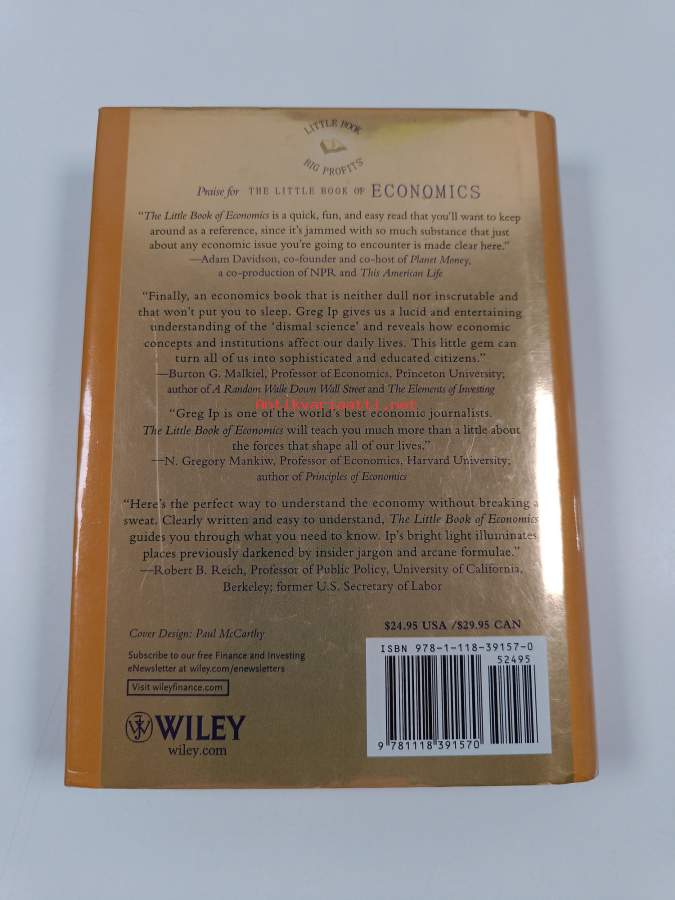 LITTLE BOOK
BIG PROFITS
Praise for THE LITTLE BOOK OF ECONOMICS
“The Little Book of Economics is a quick, fun, and easy read that you'll want to keep
around as a reference, since it's jammed with so much substance that just
about any economic issue you're going to encounter is made clear here.”
—Adam Davidson, co-founder and co-host of Planet Money,
a co-production of NPR and This American Life
“Finally, an economics book that is neither dull nor inscrutable and
that won't put you to sleep. Greg Ip gives us a lucid and entertaining
understanding of the ‘dismal science’ and reveals how economic
concepts and institutions affect our daily lives. This little gem can
turn all of us into sophisticated and educated citizens.”
—Burton G. Malkiel, Professor of Economics, Princeton University;
author of A Random Walk Down Wall Street and The Elements of Investing
antikvariaatti.net
“Greg Ip is one of the world's best economic journalists.
The Little Book of Economics will teach you much more than a little about
the forces that shape all of our lives.”
—N. Gregory Mankiw, Professor of Economics, Harvard University;
author of Principles of Economics
“Here's the perfect way to understand the economy without breaking a
sweat. Clearly written and easy to understand, The Little Book of Economics
guides you through what you need to know. Ip's bright light illuminates
places previously darkened by insider jargon and arcane formulae.”
—Robert B. Reich, Professor of Public Policy, University of California,
Berkeley; former U.S. Secretary of Labor
$24.95 USA /$29.95 CAN
Cover Design: Paul McCarthy
Subscribe to our free Finance and Investing
eNewsletter at wiley.com/enewsletters
Visit wileyfinance.com
WILEY
wiley.com
ISBN 978-1-118-39157-0
52495
9 781118 391570